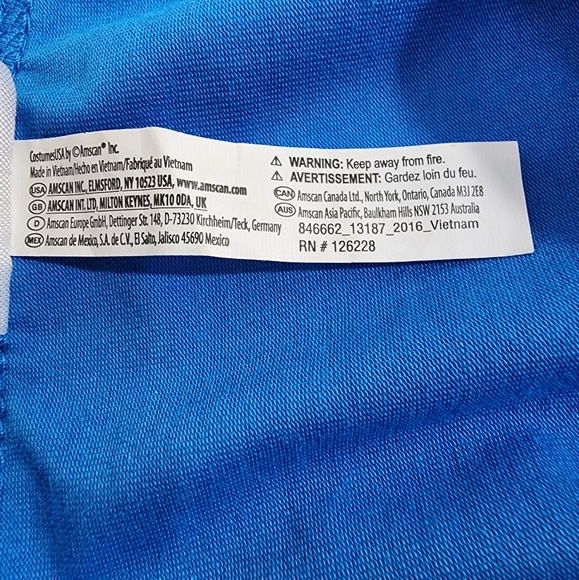 CostumesUSA by ©Amscan® Inc.
Made in Vietnam/Hecho en Vietnam/Fabriqué au Vietnam
USA AMSCAN INC., ELMSFORD, NY 10523 USA, www.amscan.com
GB AMSCAN INT. LTD, MILTON KEYNES, MK10 0DA, UK
D Amscan Europe GmbH, Dettinger Str. 148, D-73230 Kirchheim/Teck, Germany
MEX Amscan de Mexico, S.A. de C.V., El Salto, Jalisco 45690 Mexico
⚠ WARNING: Keep away from fire.
⚠ AVERTISSEMENT: Gardez loin du feu.
CAN Amscan Canada Ltd., North York, Ontario, Canada M3J 2E8
AUS Amscan Asia Pacific, Baulkham Hills NSW 2153 Australia
846662_13187_2016_Vietnam
RN # 126228